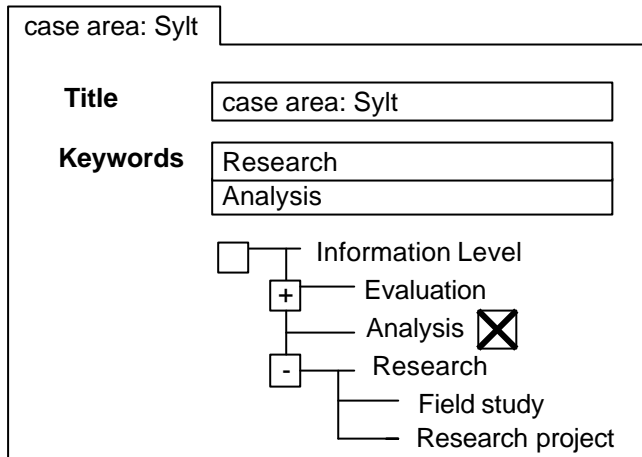 case area: Sylt
Title case area: Sylt
Keywords Research
Analysis
Information Level
+ Evaluation
Analysis
- Research
Field study
Research project